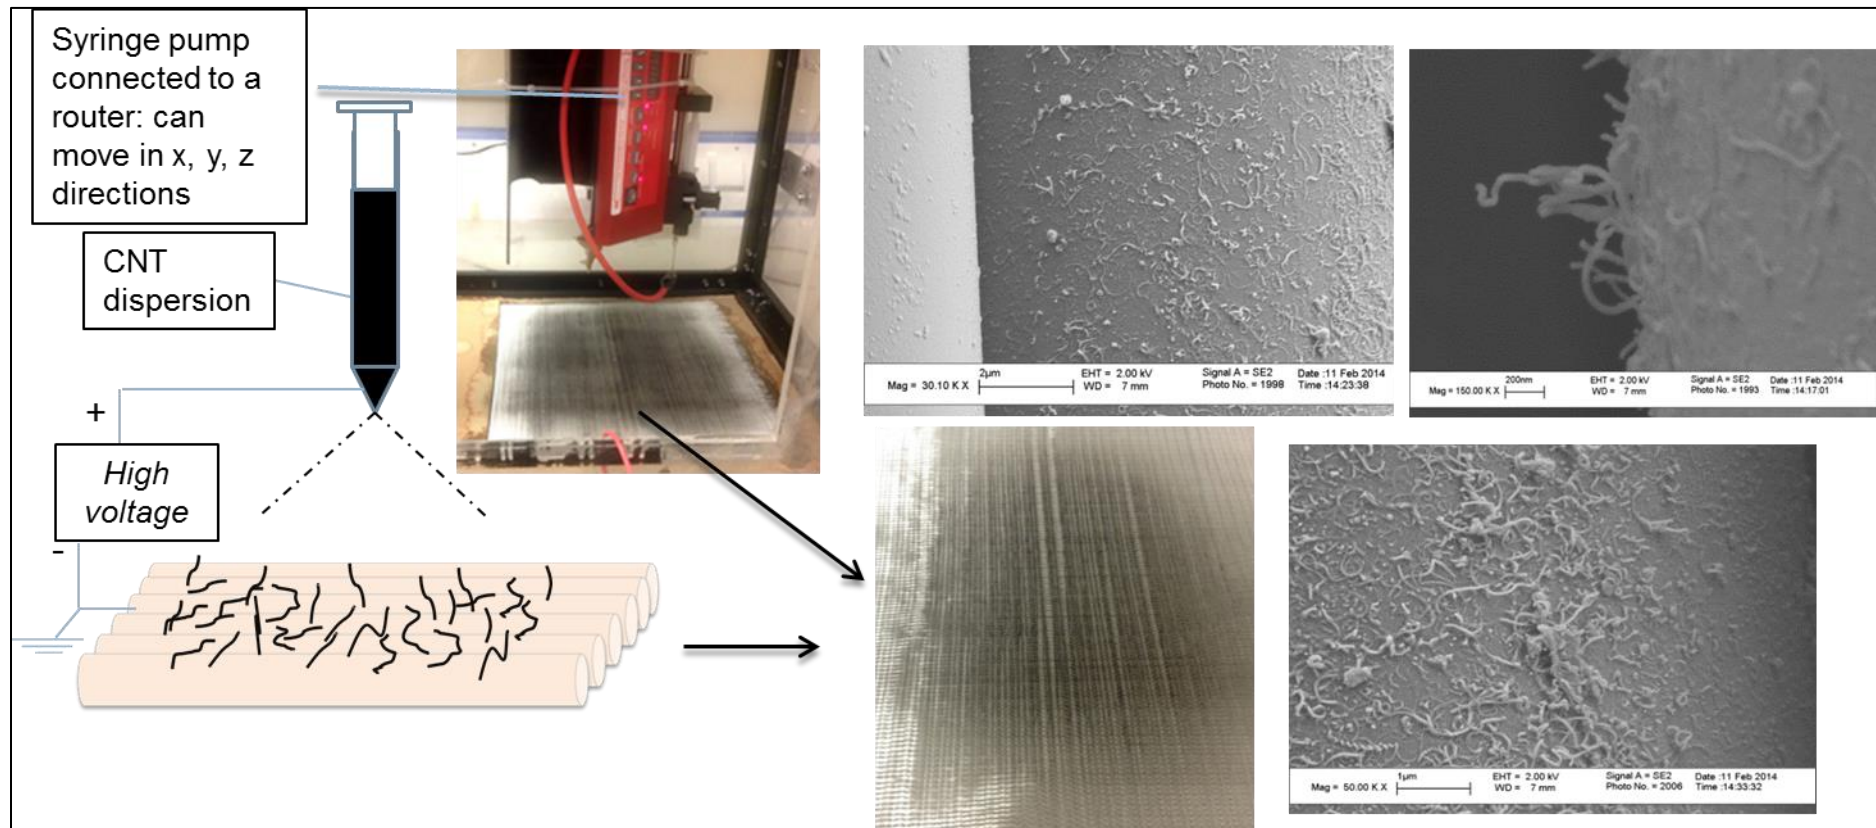 Syringe pump
connected to a
router: can
move in x, y, z
directions
CNT
dispersion
+
High
voltage
-
2µm
Mag = 30.10 K X
EHT = 2.00 kV
WD = 7 mm
Signal A = SE2
Photo No. = 1998
Date :11 Feb 2014
Time :14:23:38
200nm
Mag = 150.00 K X
EHT = 2.00 kV
WD = 7 mm
Signal A = SE2
Photo No. = 1993
Date :11 Feb 2014
Time :14:17:01
1µm
Mag = 50.00 K X
EHT = 2.00 kV
WD = 7 mm
Signal A = SE2
Photo No. = 2006
Date :11 Feb 2014
Time :14:33:32